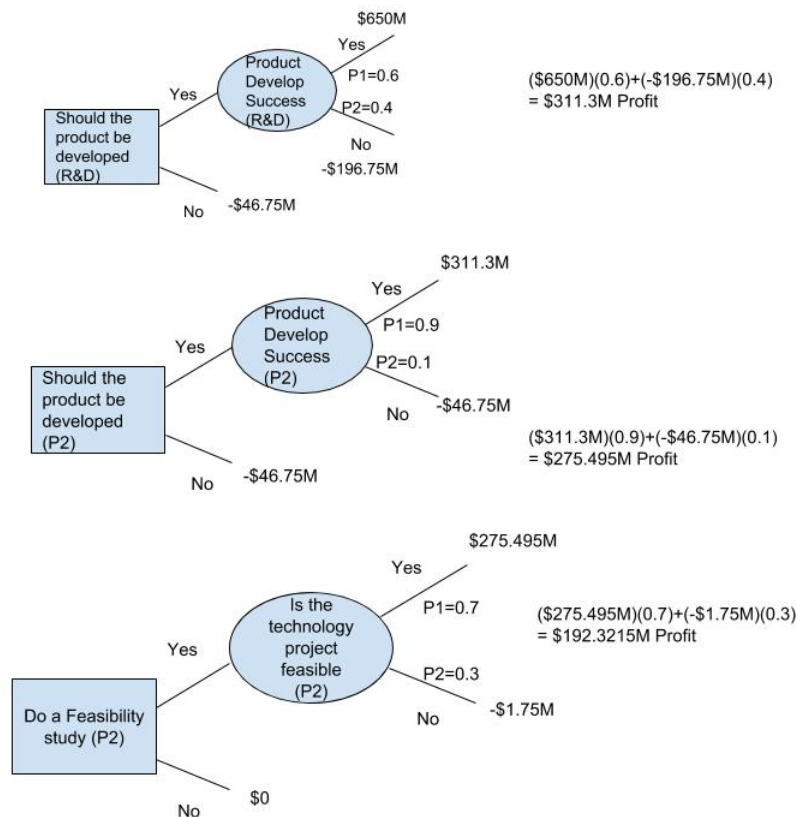 $650M
Yes
Product
Develop
Success
(R&D)
P1=0.6
Yes
P2=0.4
Should the
product be
developed
(R&D)
No
-$196.75M
No
-$46.75M
($650M)(0.6)+(-$196.75M)(0.4)
= $311.3M Profit
$311.3M
Yes
Product
Develop
Success
(P2)
P1=0.9
Yes
P2=0.1
Should the
product be
developed
(P2)
No
-$46.75M
No
-$46.75M
($311.3M)(0.9)+(-$46.75M)(0.1)
= $275.495M Profit
$275.495M
Yes
Is the
technology
project
feasible
(P2)
P1=0.7
Yes
P2=0.3
Do a Feasibility
study (P2)
No
-$1.75M
No
$0
($275.495M)(0.7)+(-$1.75M)(0.3)
= $192.3215M Profit